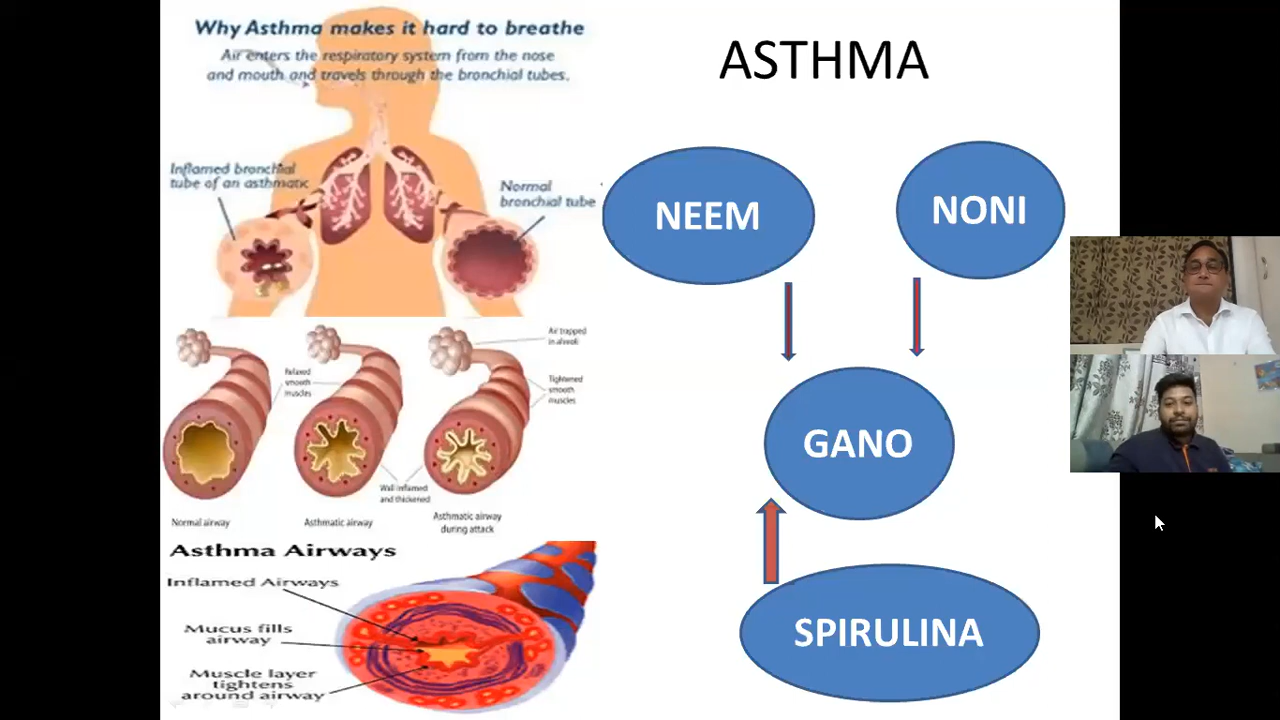 Why Asthma makes it hard to breathe
Air enters the respiratory system from the nose
and mouth and travels through the bronchial tubes.
Inflamed bronchial
tube of an asthmatic
Normal
bronchial tube
ASTHMA
NEEM
NONI
GANO
SPIRULINA
Air trapped
in alveoli
Relaxed
smooth
muscles
Tightened
smooth
muscles
Wall inflamed
and thickened
Normal airway
Asthmatic airway
Asthmatic airway
during attack
Asthma Airways
Inflamed Airways
Mucus fills
airway
Muscle layer
tightens
around airway